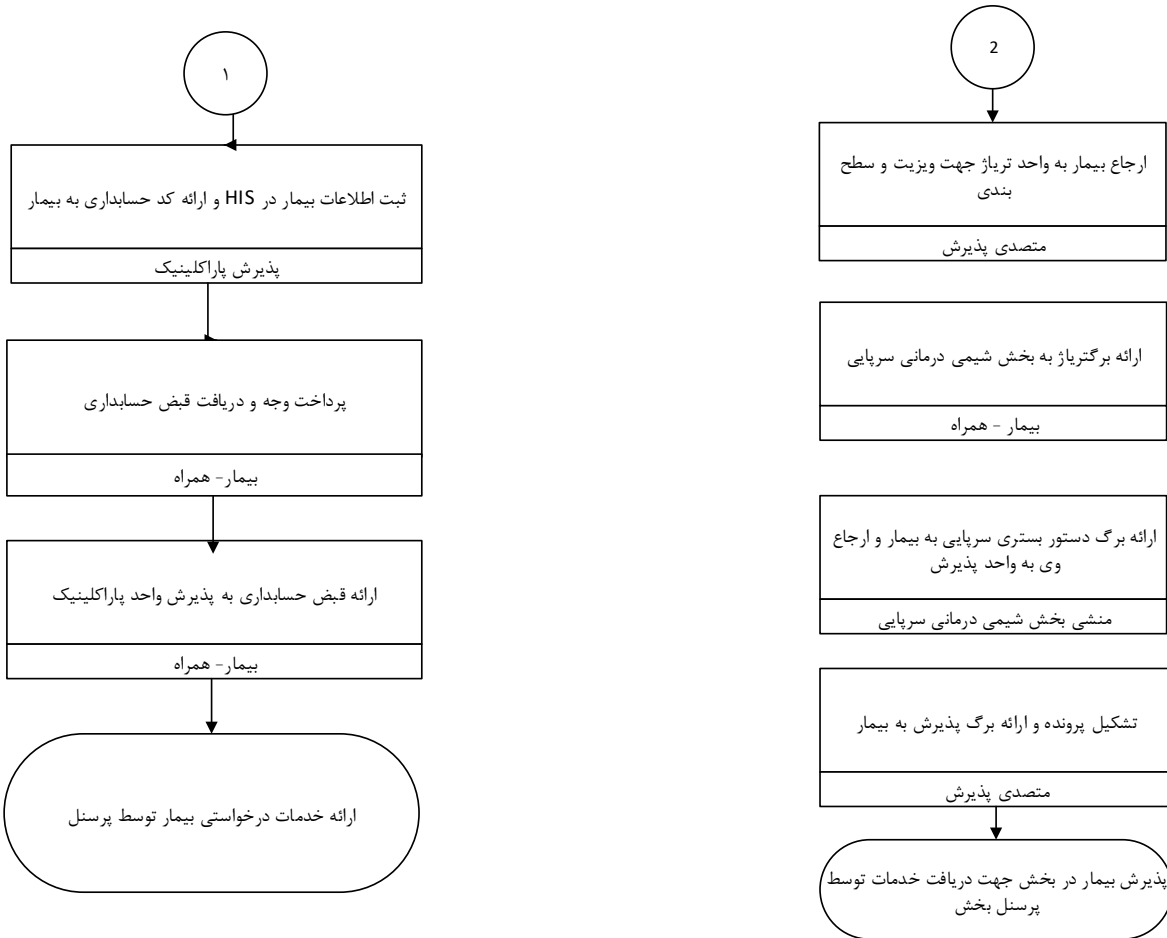 ۱
ثبت اطلاعات بیمار در HIS و ارائه کد حسابداری به بیمار
پذیرش پاراکلینیک
پرداخت وجه و دریافت قبض حسابداری
بیمار- همراه
ارائه قبض حسابداری به پذیرش واحد پاراکلینیک
بیمار- همراه
ارائه خدمات درخواستی بیمار توسط پرسنل
2
ارجاع بیمار به واحد تریاژ جهت ویزیت و سطح
بندی
متصدی پذیرش
ارائه برگتریاژ به بخش شیمی درمانی سرپایی
بیمار - همراه
ارائه برگ دستور بستری سرپایی به بیمار و ارجاع
وی به واحد پذیرش
منشی بخش شیمی درمانی سرپایی
تشکیل پرونده و ارائه برگ پذیرش به بیمار
متصدی پذیرش
پذیرش بیمار در بخش جهت دریافت خدمات توسط
پرسنل بخش